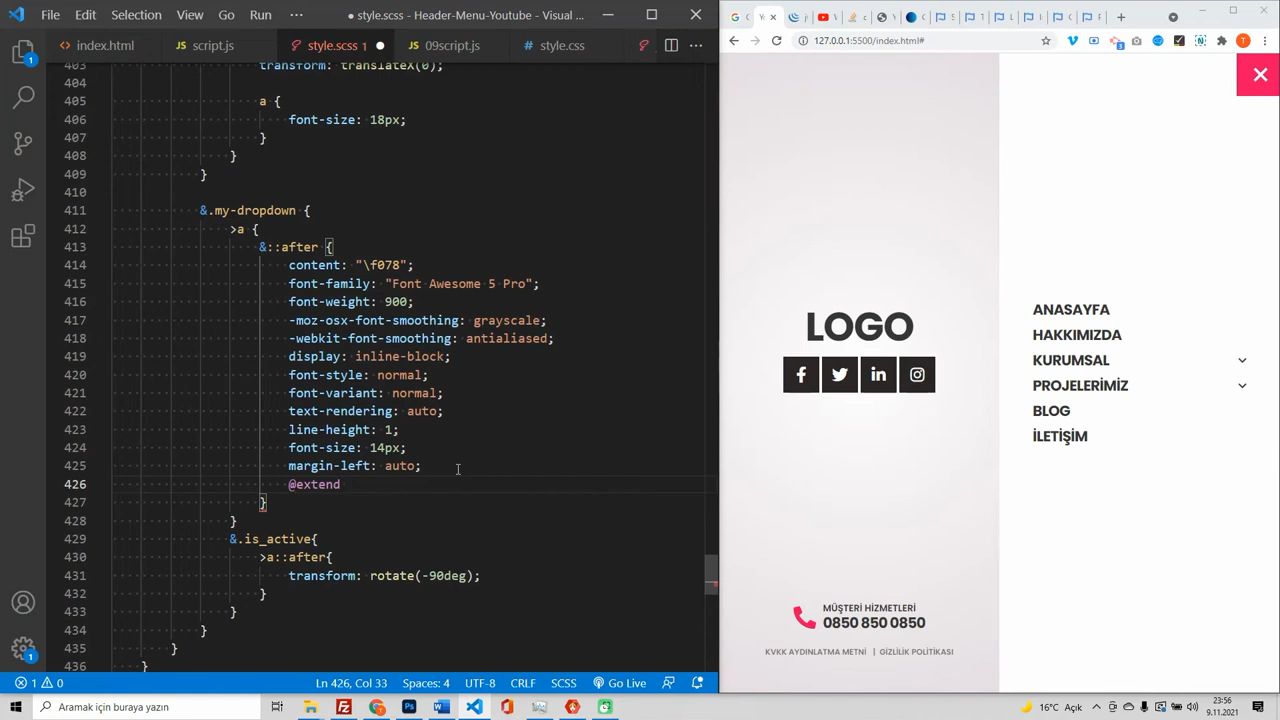 File Edit Selection View Go Run ··· ● style.scss - Header-Menu-Youtube - Visual ...
index.html script.js style.scss 1 ● 09script.js style.css
127.0.0.1:5500/index.html#
403 transform: translateX(0);
404
405 a {
406 font-size: 18px;
407 }
408 }
409 }
410
411 &.my-dropdown {
412 >a {
413 &::after {
414 content: "\f078";
415 font-family: "Font Awesome 5 Pro";
416 font-weight: 900;
417 -moz-osx-font-smoothing: grayscale;
418 -webkit-font-smoothing: antialiased;
419 display: inline-block;
420 font-style: normal;
421 font-variant: normal;
422 text-rendering: auto;
423 line-height: 1;
424 font-size: 14px;
425 margin-left: auto;
426 @extend
427 }
428 }
429 &.is_active{
430 >a::after{
431 transform: rotate(-90deg);
432 }
433 }
434 }
435 }
436 }
1 0 Ln 426, Col 33 Spaces: 4 UTF-8 CRLF SCSS Go Live
LOGO
MÜŞTERİ HİZMETLERİ
0850 850 0850
KVKK AYDINLATMA METNİ | GİZLİLİK POLİTİKASI
ANASAYFA
HAKKIMIZDA
KURUMSAL
PROJELERİMİZ
BLOG
İLETİŞİM
Aramak için buraya yazın
16°C Açık
23:56
9.11.2021